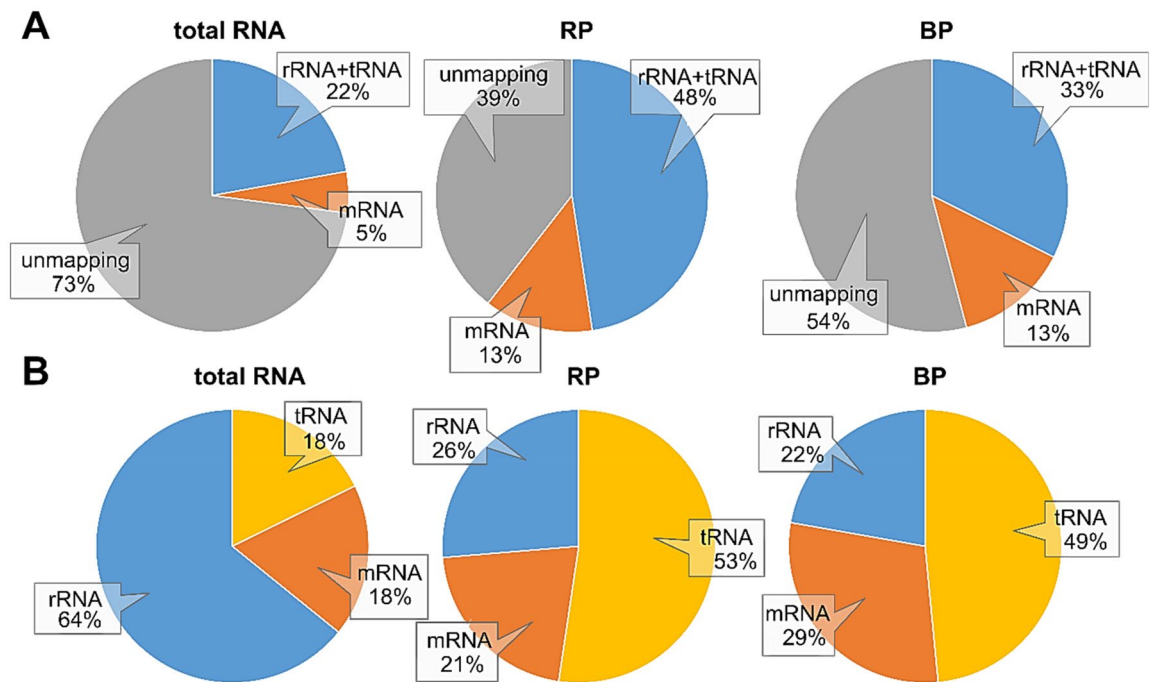 A
total RNA
RP
BP
rRNA+tRNA
22%
mRNA
5%
unmapping
73%
unmapping
39%
rRNA+tRNA
48%
mRNA
13%
rRNA+tRNA
33%
unmapping
54%
mRNA
13%
B
total RNA
RP
BP
tRNA
18%
mRNA
18%
rRNA
64%
rRNA
26%
tRNA
53%
mRNA
21%
rRNA
22%
tRNA
49%
mRNA
29%